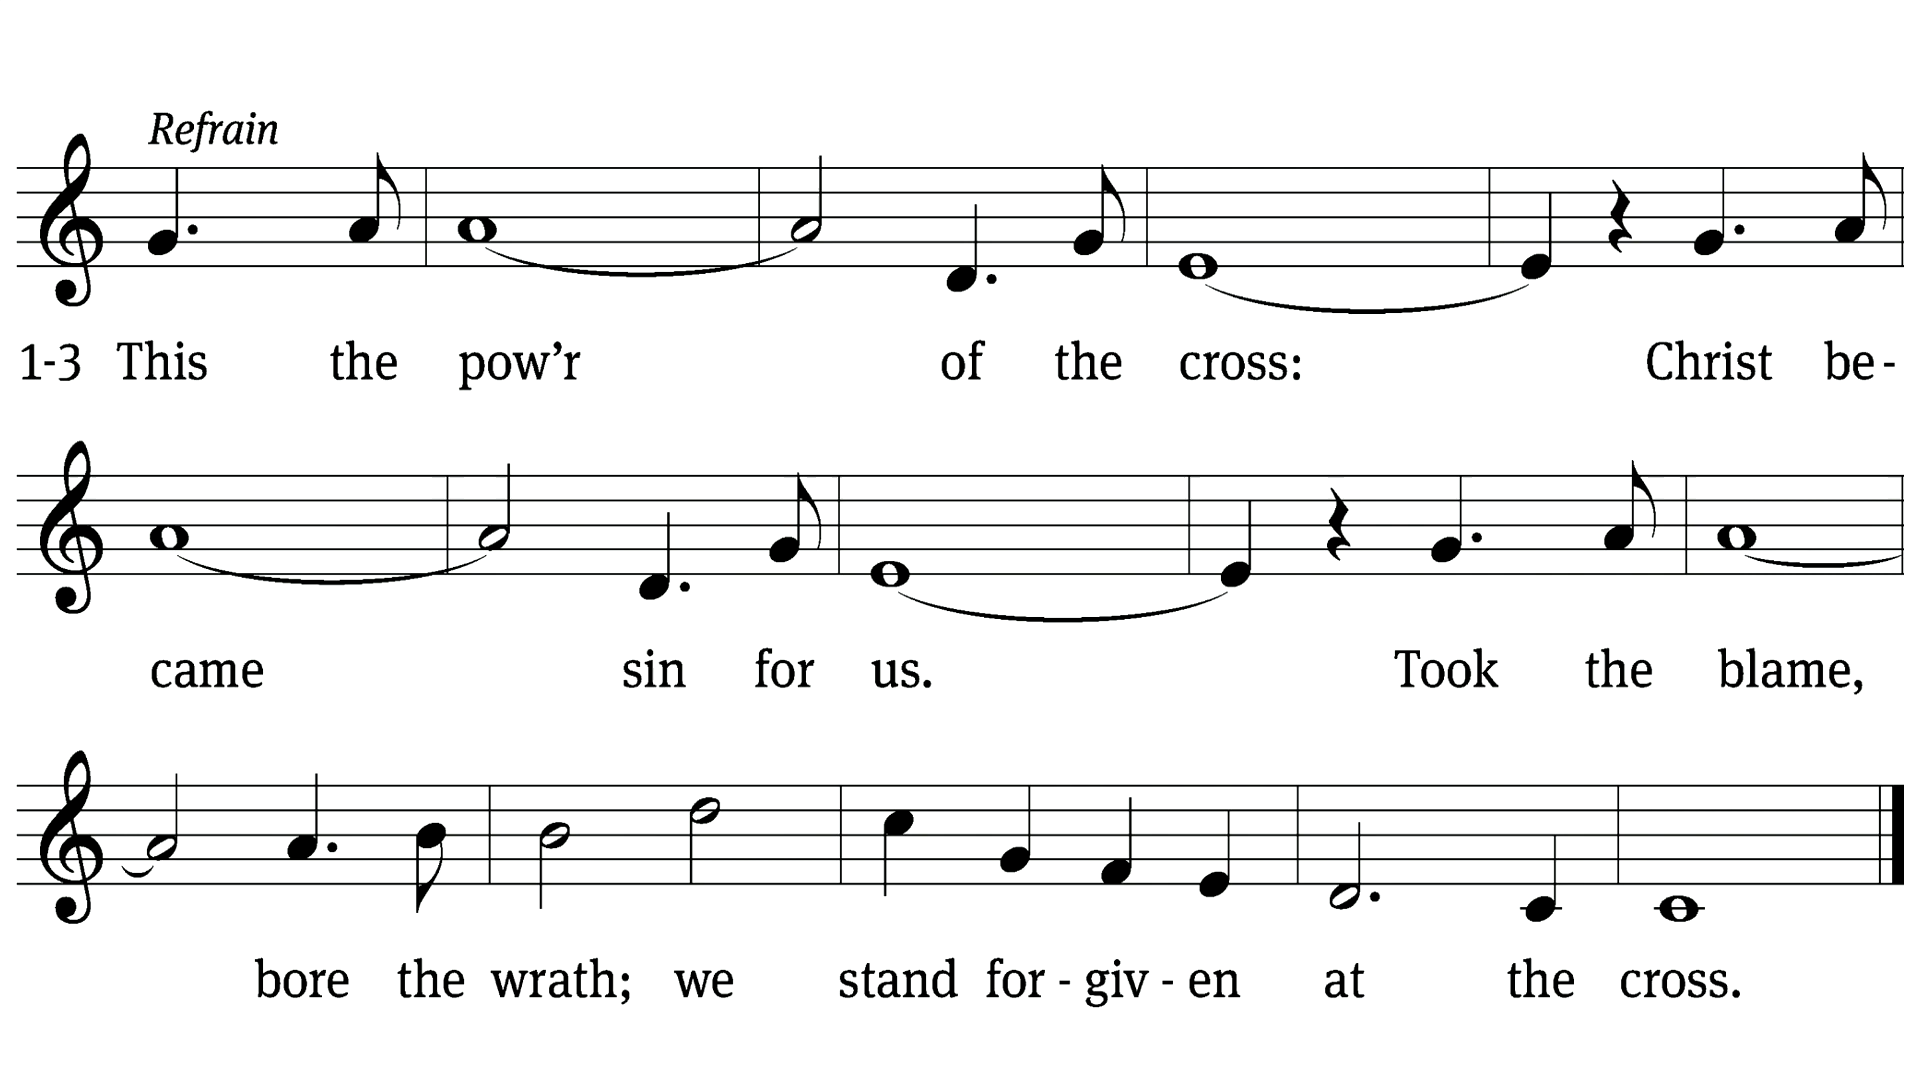 Refrain
1-3 This the pow’r of the cross: Christ be-
came sin for us. Took the blame,
bore the wrath; we stand for - giv - en at the cross.